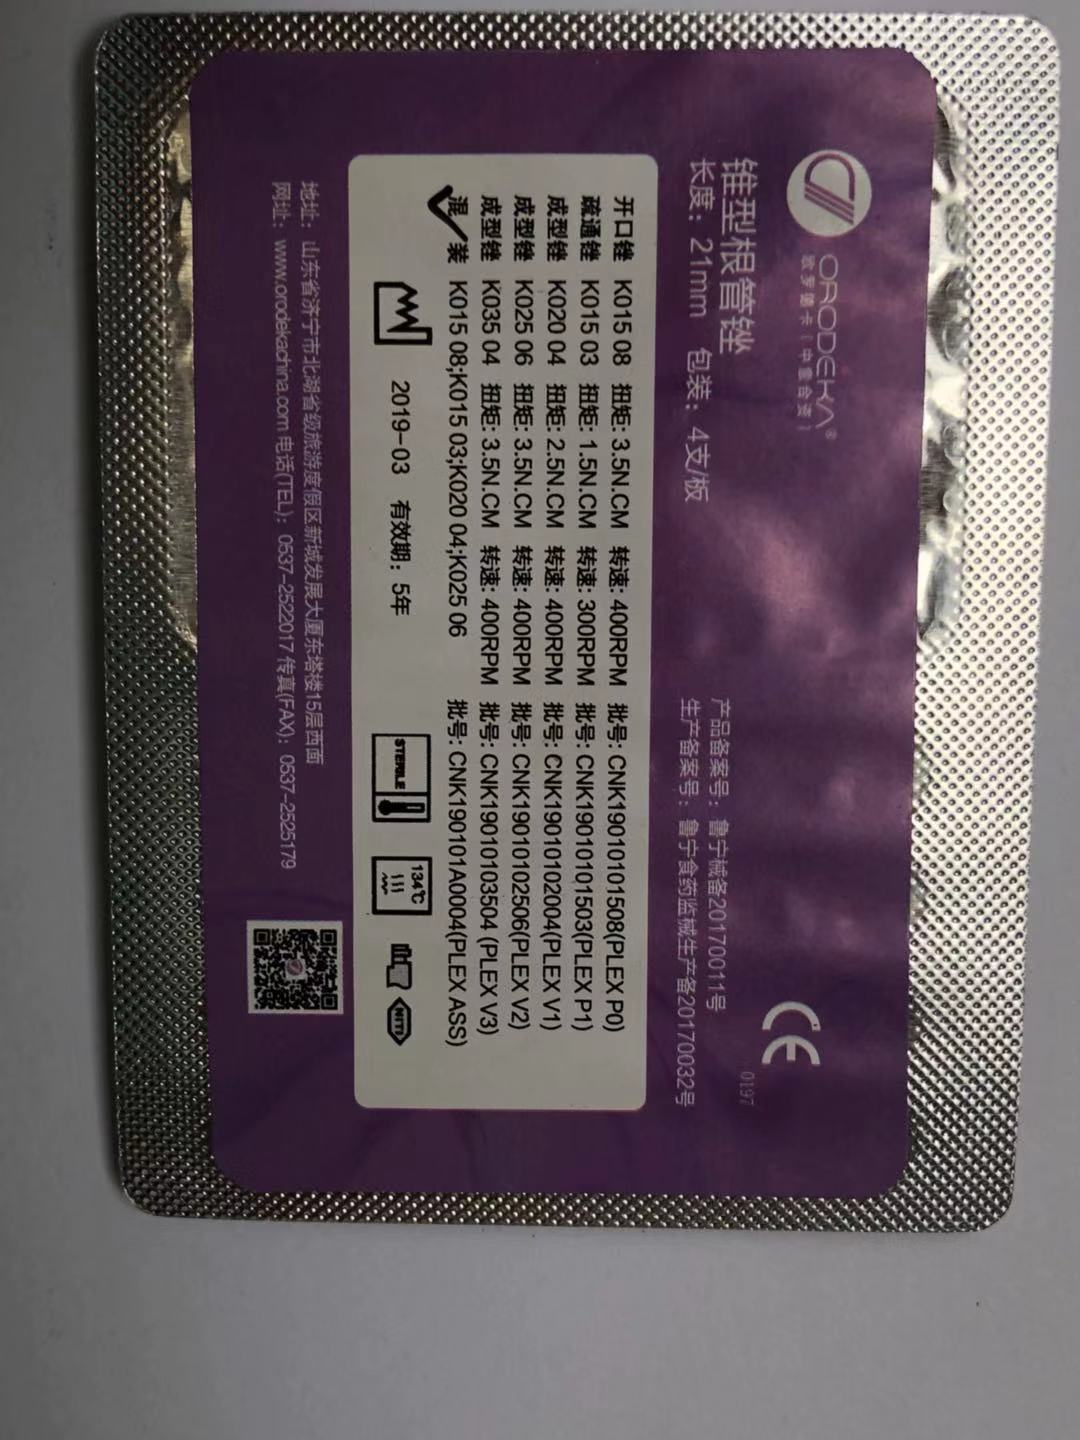 ORODEKA®
欧罗德卡(中意合资)
锥型根管锉
长度：21mm 包装：4支/板
产品备案号：鲁宁械备20170011号
生产备案号：鲁宁食药监械生产备20170032号
CE
0197
开口锉 K015 08 扭矩: 3.5N.CM 转速: 400RPM 批号: CNK19010101508(PLEX P0)
疏通锉 K015 03 扭矩: 1.5N.CM 转速: 300RPM 批号: CNK19010101503(PLEX P1)
成型锉 K020 04 扭矩: 2.5N.CM 转速: 400RPM 批号: CNK19010102004(PLEX V1)
成型锉 K025 06 扭矩: 3.5N.CM 转速: 400RPM 批号: CNK19010102506(PLEX V2)
成型锉 K035 04 扭矩: 3.5N.CM 转速: 400RPM 批号: CNK19010103504 (PLEX V3)
混装 K015 08;K015 03;K020 04;K025 06 批号: CNK190101A0004(PLEX ASS)
2019-03 有效期：5年
STERILE
134℃
NITI
地址：山东省济宁市北湖省级旅游度假区新城发展大厦东塔楼15层西面
网址：www.orodekachina.com 电话(TEL)：0537-2522017 传真(FAX)：0537-2525179